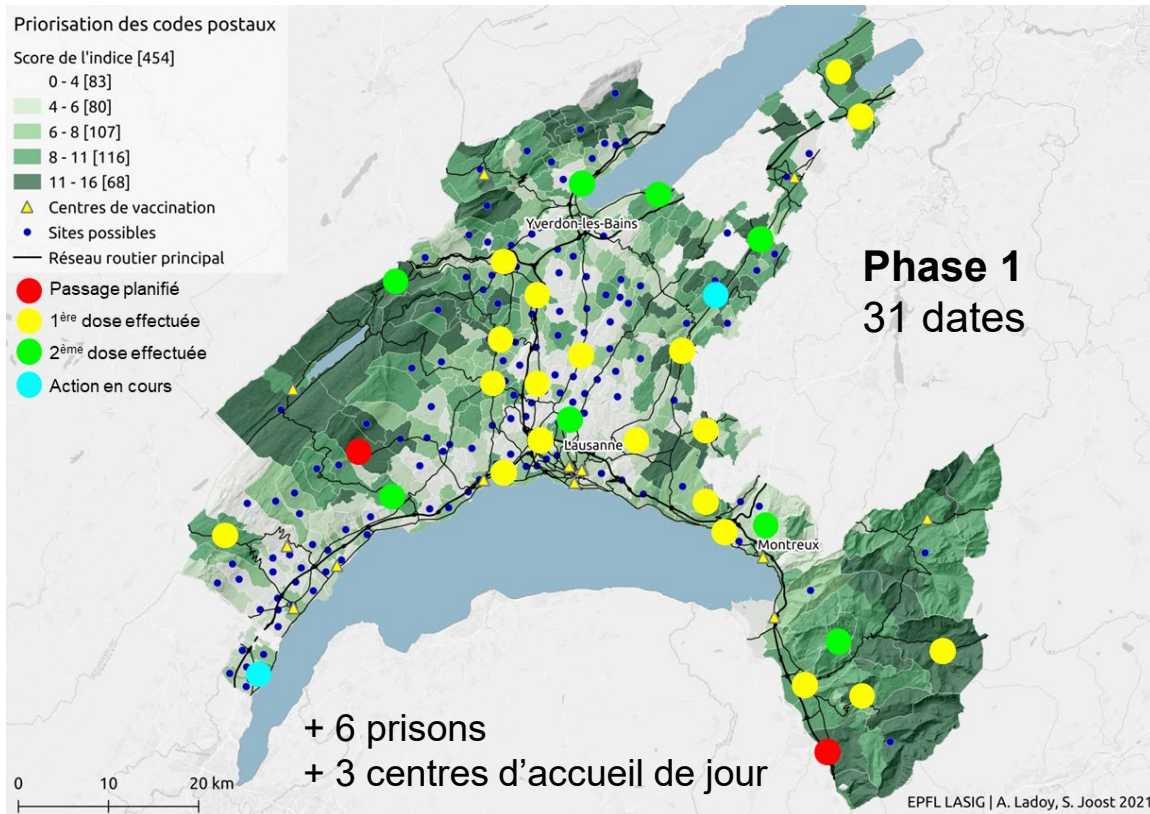 Priorisation des codes postaux
Score de l'indice [454]
0 - 4 [83]
4 - 6 [80]
6 - 8 [107]
8 - 11 [116]
11 - 16 [68]
Centres de vaccination
Sites possibles
Réseau routier principal
Passage planifié
1ère dose effectuée
2ème dose effectuée
Action en cours
Yverdon-les-Bains
Phase 1
31 dates
Lausanne
Montreux
+ 6 prisons
+ 3 centres d'accueil de jour
0 10 20 km
EPFL LASIG | A. Ladoy, S. Joost 2021